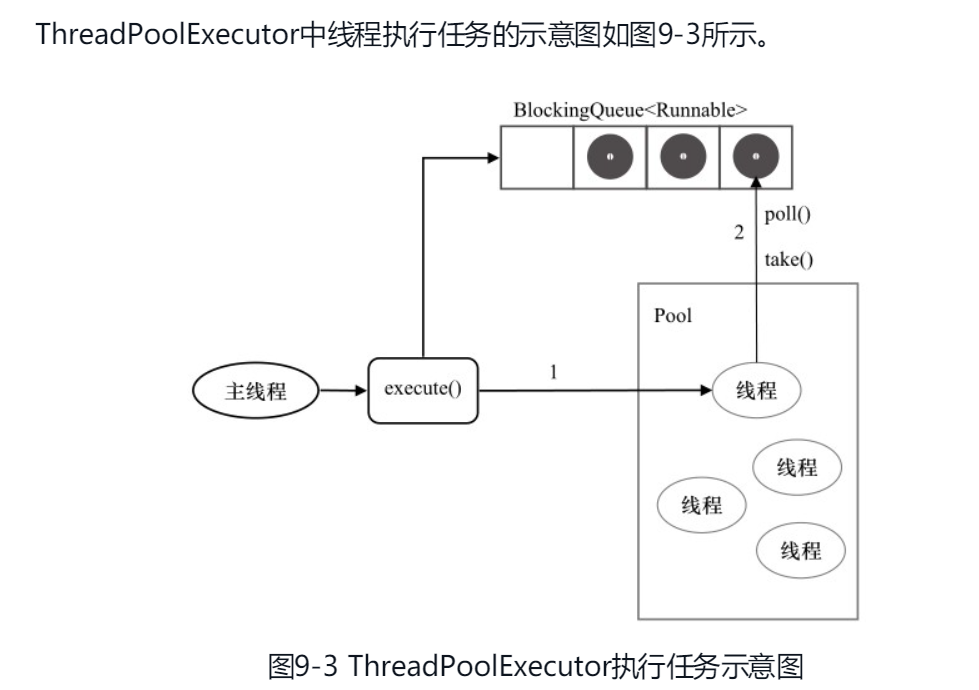 ThreadPoolExecutor中线程执行任务的示意图如图9-3所示。
BlockingQueue<Runnable>
poll()
2
take()
Pool
1
主线程
execute()
线程
线程
线程
线程
图9-3 ThreadPoolExecutor执行任务示意图